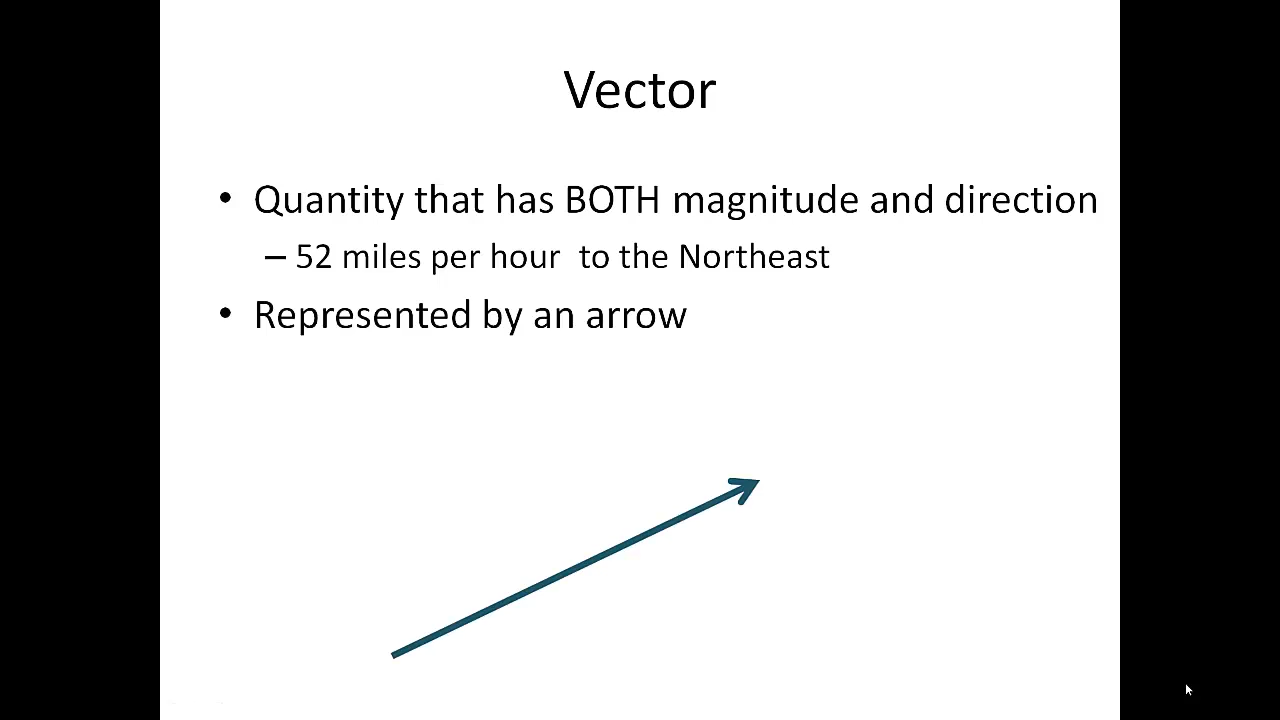 Vector
• Quantity that has BOTH magnitude and direction
– 52 miles per hour  to the Northeast
• Represented by an arrow